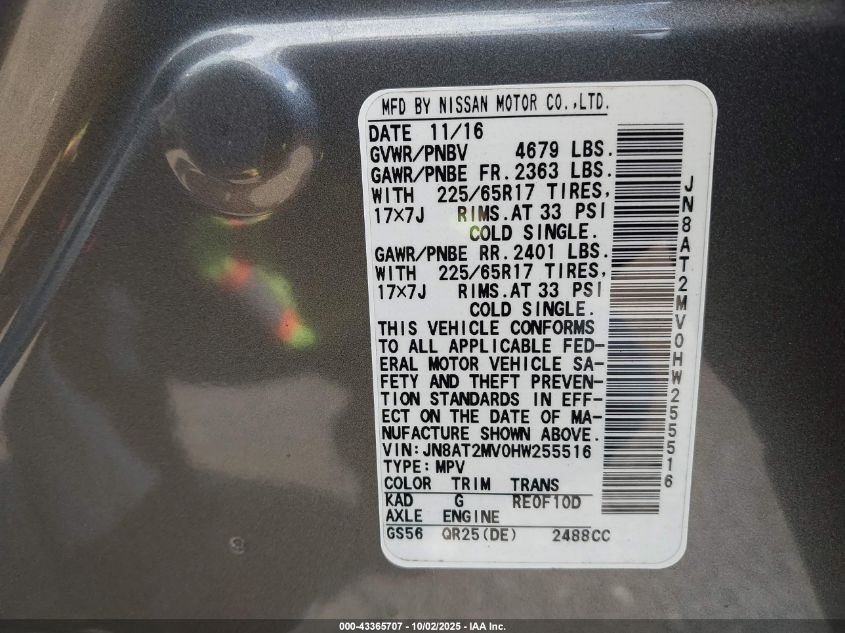 MFD BY NISSAN MOTOR CO.,LTD.
DATE 11/16
GVWR/PNBV 4679 LBS.
GAWR/PNBE FR.2363 LBS.
WITH 225/65R17 TIRES,
17×7J RIMS.AT 33 PSI
COLD SINGLE.
GAWR/PNBE RR.2401 LBS.
WITH 225/65R17 TIRES,
17×7J RIMS.AT 33 PSI
COLD SINGLE.
THIS VEHICLE CONFORMS
TO ALL APPLICABLE FED-
ERAL MOTOR VEHICLE SA-
FETY AND THEFT PREVEN-
TION STANDARDS IN EFF-
ECT ON THE DATE OF MA-
NUFACTURE SHOWN ABOVE.
VIN:JN8AT2MV0HW255516
TYPE:MPV
COLOR TRIM TRANS
KAD G RE0F10D
AXLE ENGINE
GS56 QR25(DE) 2488CC
JN8AT2MV0HW255516
000-43365707 - 10/02/2025 - IAA Inc.